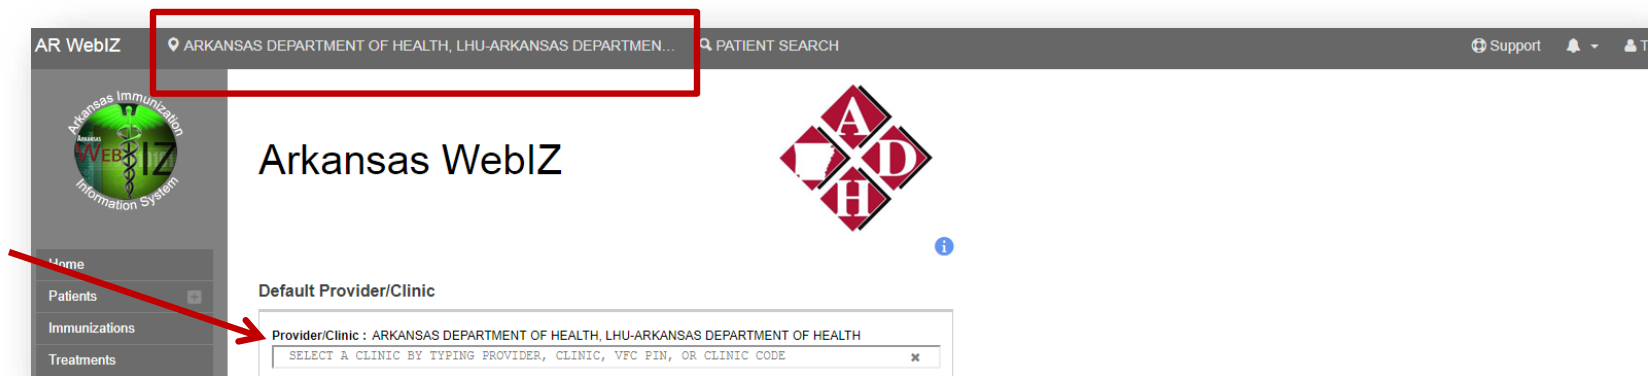 AR WebIZ ARKANSAS DEPARTMENT OF HEALTH, LHU-ARKANSAS DEPARTMEN... PATIENT SEARCH Support
Arkansas Immunization
ARKANSAS
WEBIZ
Information System
Arkansas WebIZ
A
D
H
Home
Patients
Default Provider/Clinic
Immunizations
Provider/Clinic : ARKANSAS DEPARTMENT OF HEALTH, LHU-ARKANSAS DEPARTMENT OF HEALTH
SELECT A CLINIC BY TYPING PROVIDER, CLINIC, VFC PIN, OR CLINIC CODE
Treatments